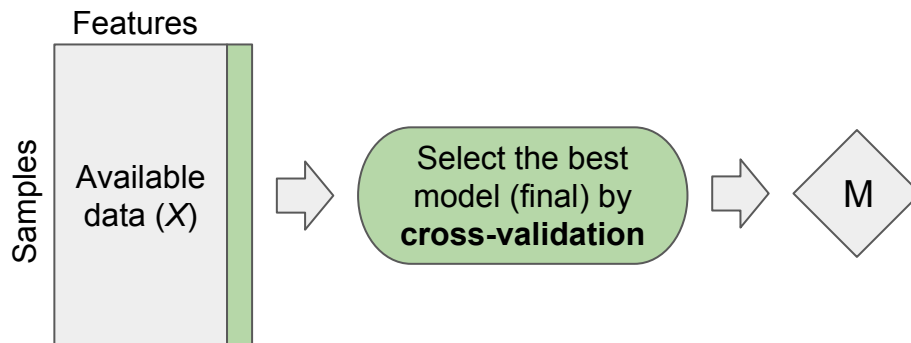 Features
Samples
Available
data (X)
Select the best
model (final) by
cross-validation
M